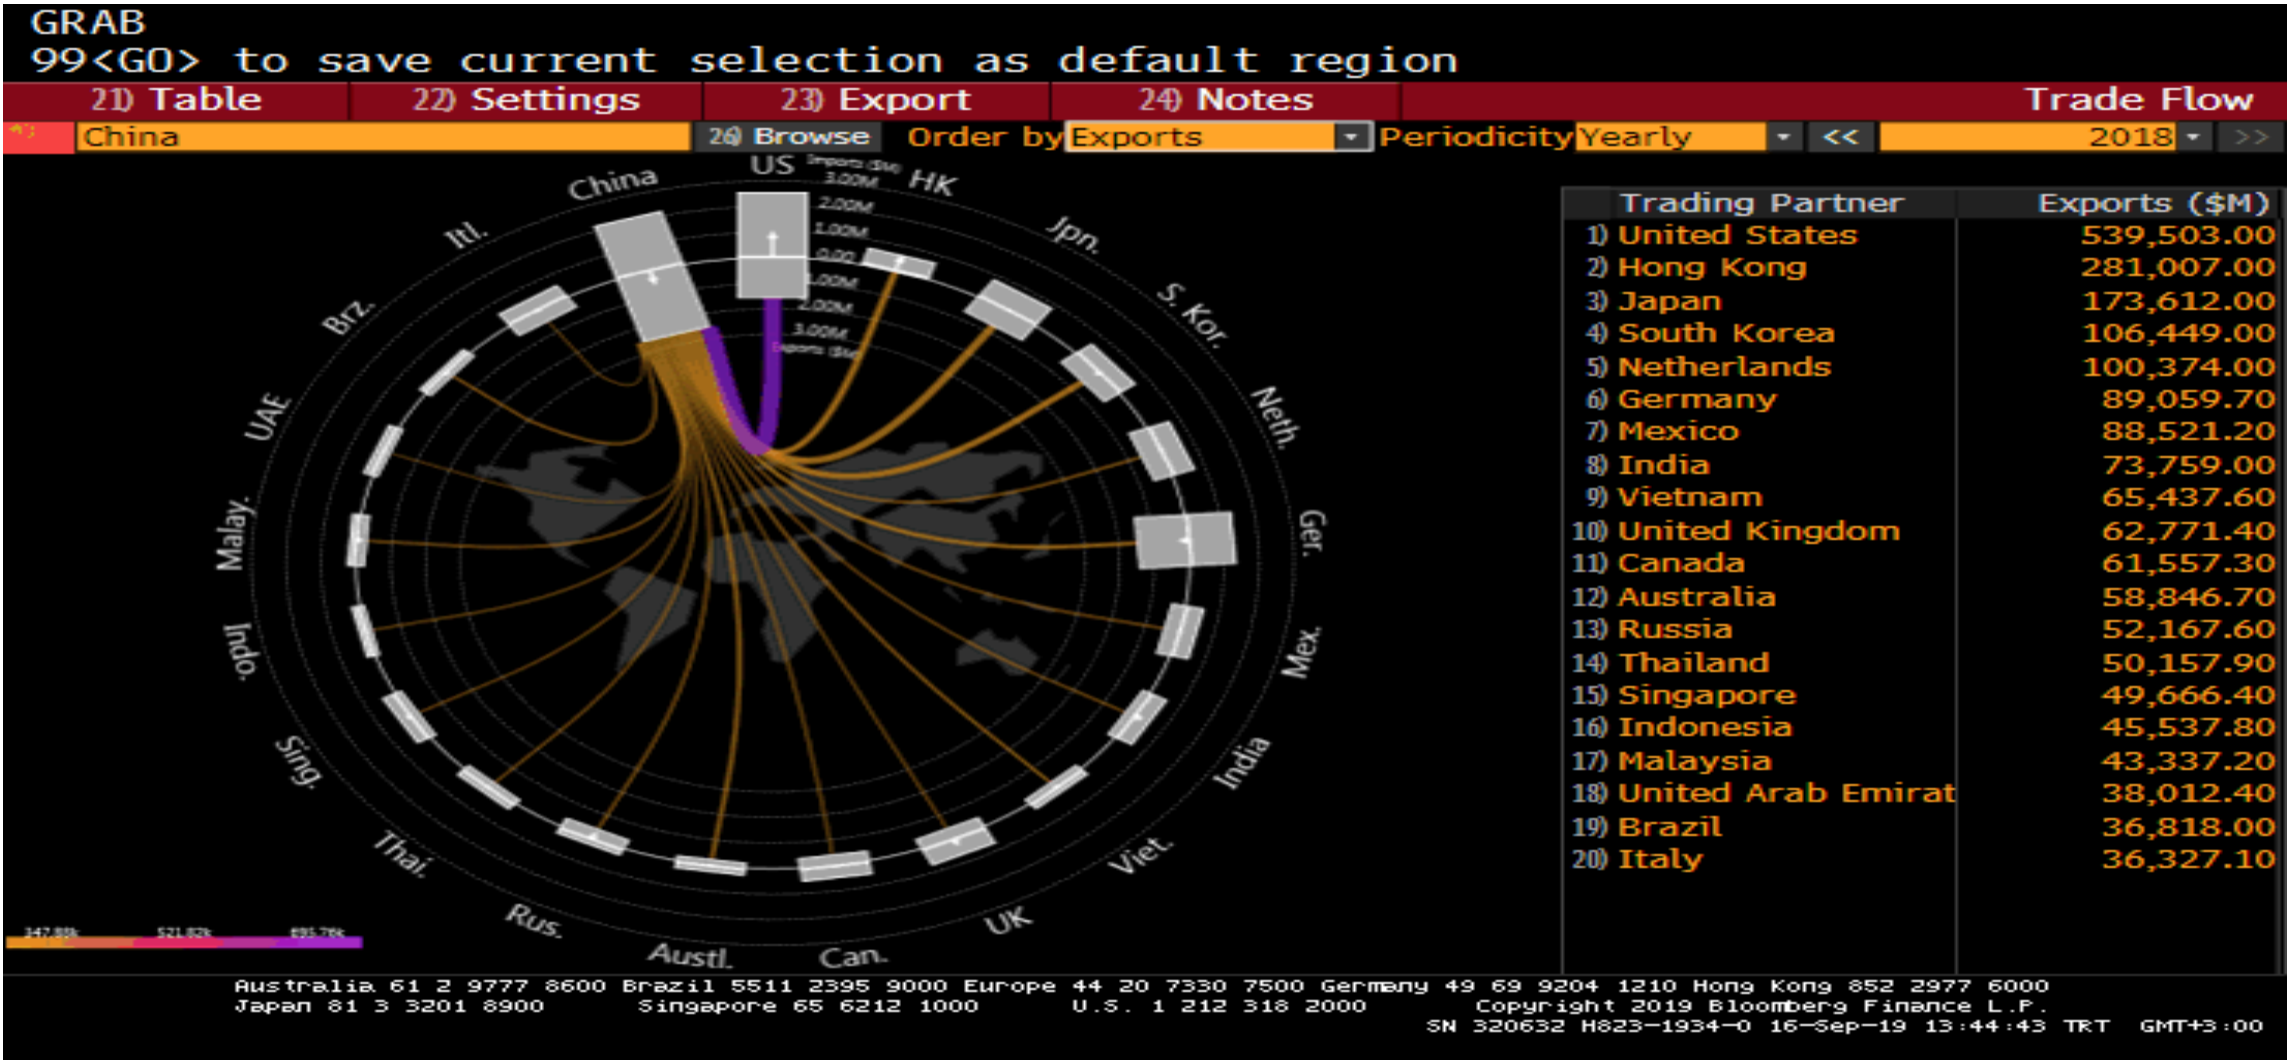 GRAB
99<GO> to save current selection as default region
21) Table 22) Settings 23) Export 24) Notes Trade Flow
China 26) Browse Order by Exports Periodicity Yearly << 2018 >>
Imports ($M)
3.00M
2.00M
1.00M
0.00
1.00M
2.00M
3.00M
Exports ($M)
US
HK
Jpn.
S. Kor.
Neth.
Ger.
Mex.
India
Viet.
UK
Can.
Austl.
Rus.
Thai.
Sing.
Indo.
Malay.
UAE
Brz.
Itl.
China
Trading Partner Exports ($M)
1) United States 539,503.00
2) Hong Kong 281,007.00
3) Japan 173,612.00
4) South Korea 106,449.00
5) Netherlands 100,374.00
6) Germany 89,059.70
7) Mexico 88,521.20
8) India 73,759.00
9) Vietnam 65,437.60
10) United Kingdom 62,771.40
11) Canada 61,557.30
12) Australia 58,846.70
13) Russia 52,167.60
14) Thailand 50,157.90
15) Singapore 49,666.40
16) Indonesia 45,537.80
17) Malaysia 43,337.20
18) United Arab Emirat 38,012.40
19) Brazil 36,818.00
20) Italy 36,327.10
347.88k 521.82k 695.76k
Australia 61 2 9777 8600 Brazil 5511 2395 9000 Europe 44 20 7330 7500 Germany 49 69 9204 1210 Hong Kong 852 2977 6000
Japan 81 3 3201 8900 Singapore 65 6212 1000 U.S. 1 212 318 2000 Copyright 2019 Bloomberg Finance L.P.
SN 320632 H823-1934-0 16-Sep-19 13:44:43 TRT GMT+3:00